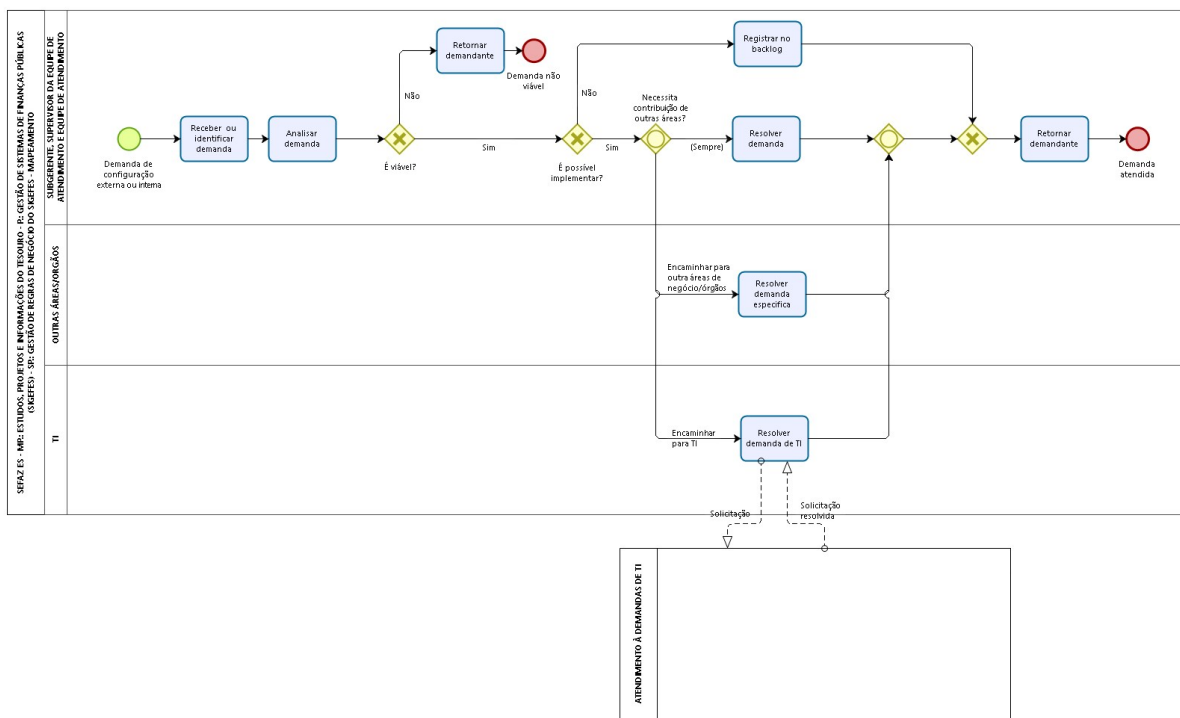 SEFAZ ES - MP.: ESTUDOS, PROJETOS E INFORMAÇÕES DO TESOURO - P.: GESTÃO DE SISTEMAS DE FINANÇAS PÚBLICAS
(SIGEFES) - SP.: GESTÃO DE REGRAS DE NEGÓCIO DO SIGEFES - MAPEAMENTO
SUBGERENTE, SUPERVISOR DA EQUIPE DE
ATENDIMENTO E EQUIPE DE ATENDIMENTO
Demanda de
configuração
externa ou interna
Receber ou
identificar
demanda
Analisar
demanda
É viável?
Não
Retornar
demandante
Demanda não
viável
Sim
É possível
implementar?
Não
Registrar no
backlog
Sim
Necessita
contribuição de
outras áreas?
(Sempre)
Resolver
demanda
Retornar
demandante
Demanda
atendida
OUTRAS ÁREAS/ORGÃOS
Encaminhar para
outra áreas de
negócio/órgãos
Resolver
demanda
específica
TI
Encaminhar
para TI
Resolver
demanda de TI
Solicitação
Solicitação
resolvida
ATENDIMENTO À DEMANDAS DE TI